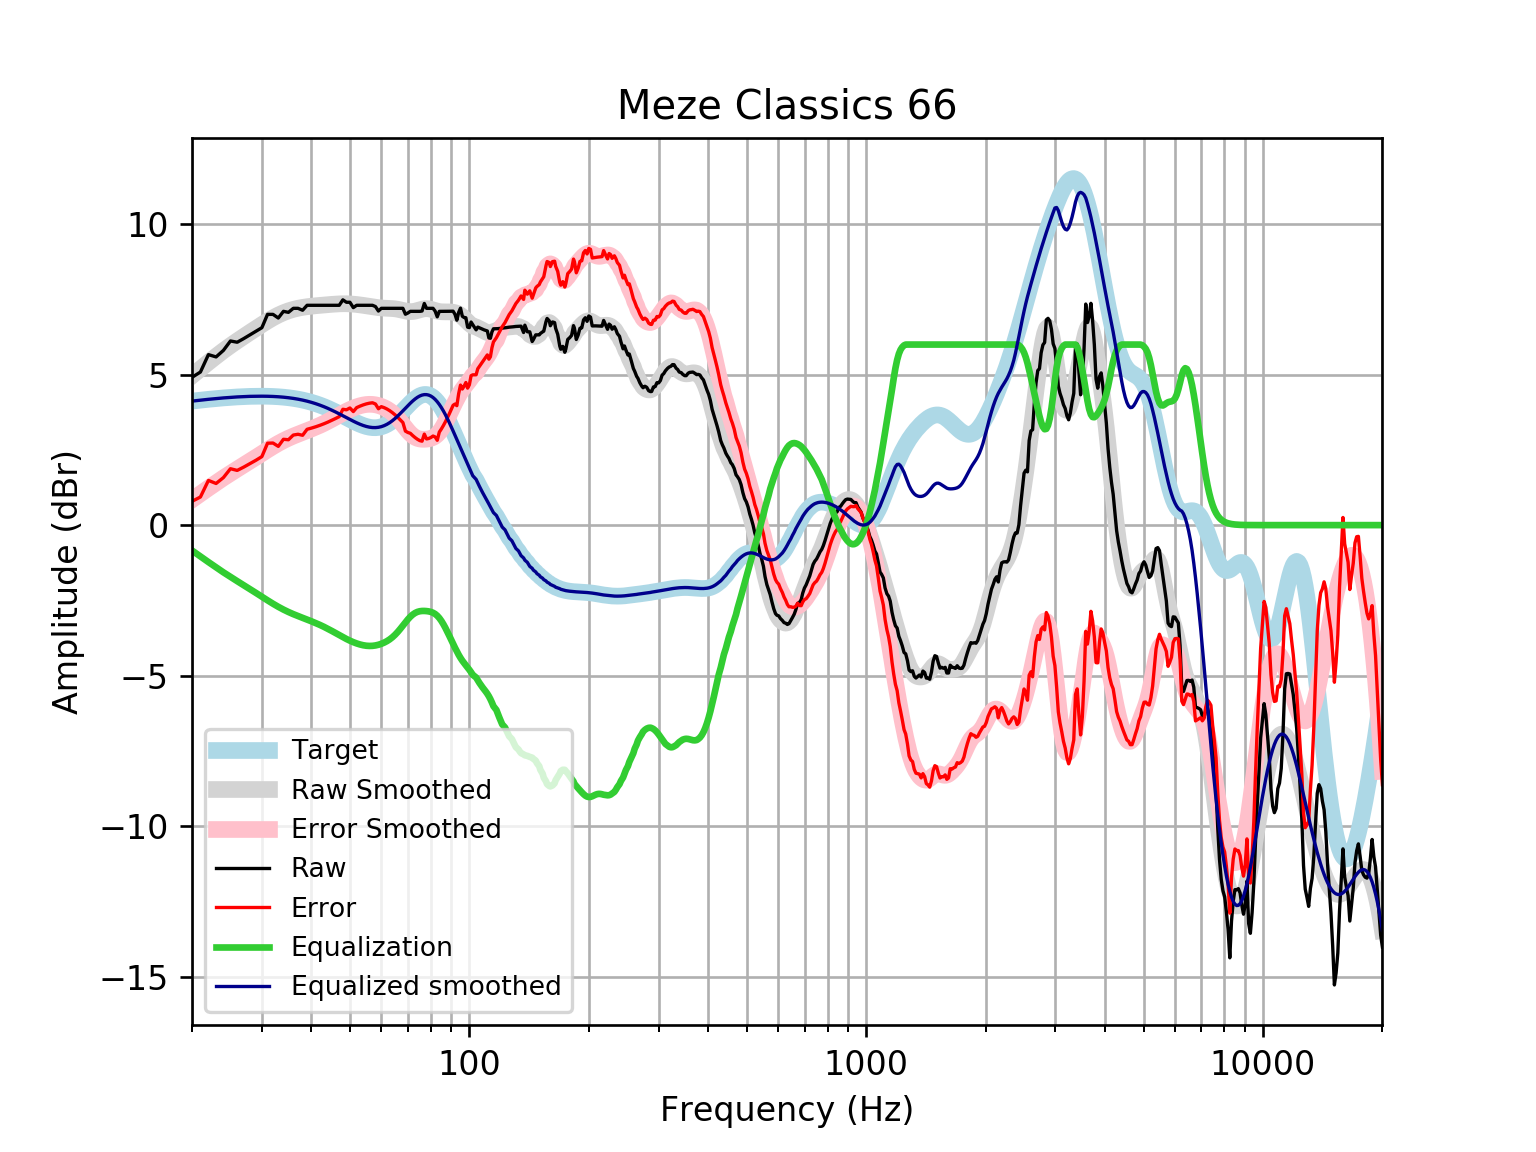 Meze Classics 66
Amplitude (dBr)
10
5
0
−5
−10
−15
Target
Raw Smoothed
Error Smoothed
Raw
Error
Equalization
Equalized smoothed
100 1000 10000
Frequency (Hz)